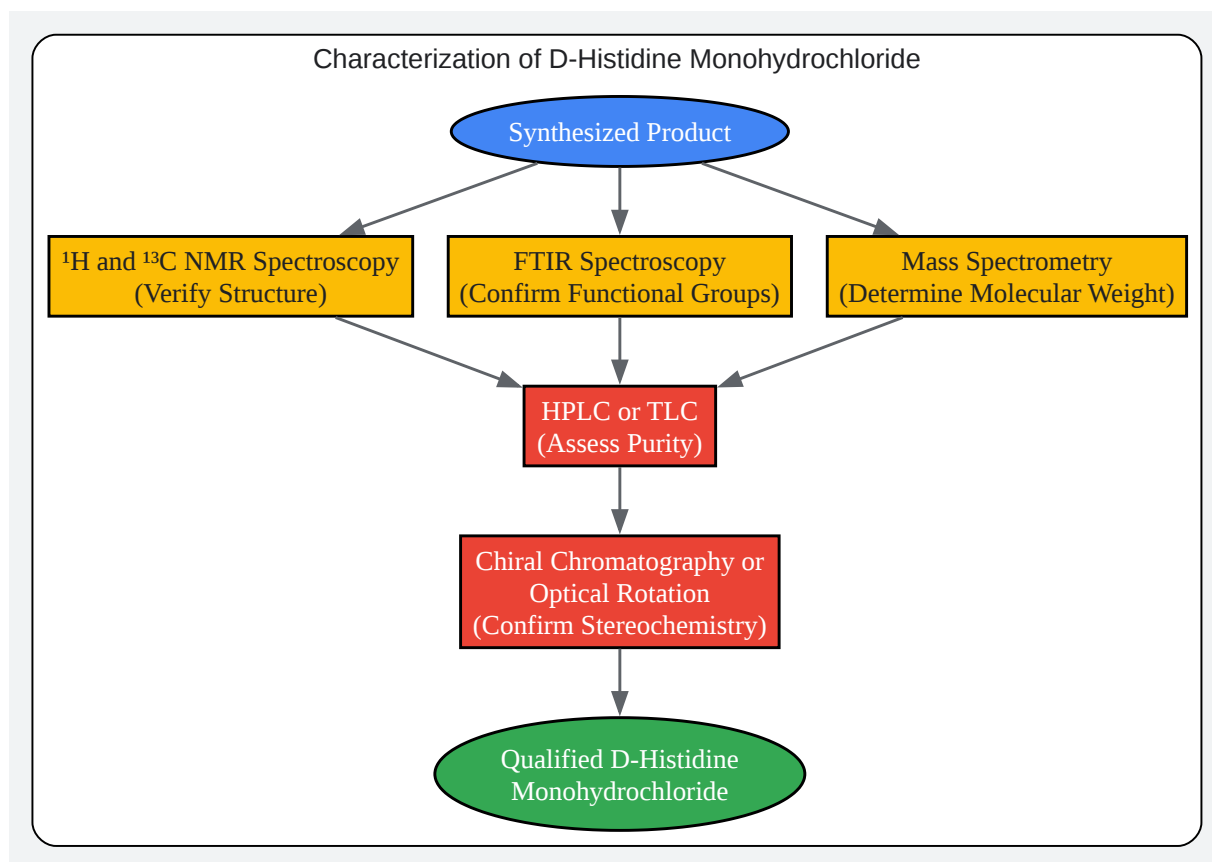 Characterization of D-Histidine Monohydrochloride
Synthesized Product
¹H and ¹³C NMR Spectroscopy
(Verify Structure)
FTIR Spectroscopy
(Confirm Functional Groups)
Mass Spectrometry
(Determine Molecular Weight)
HPLC or TLC
(Assess Purity)
Chiral Chromatography or
Optical Rotation
(Confirm Stereochemistry)
Qualified D-Histidine
Monohydrochloride